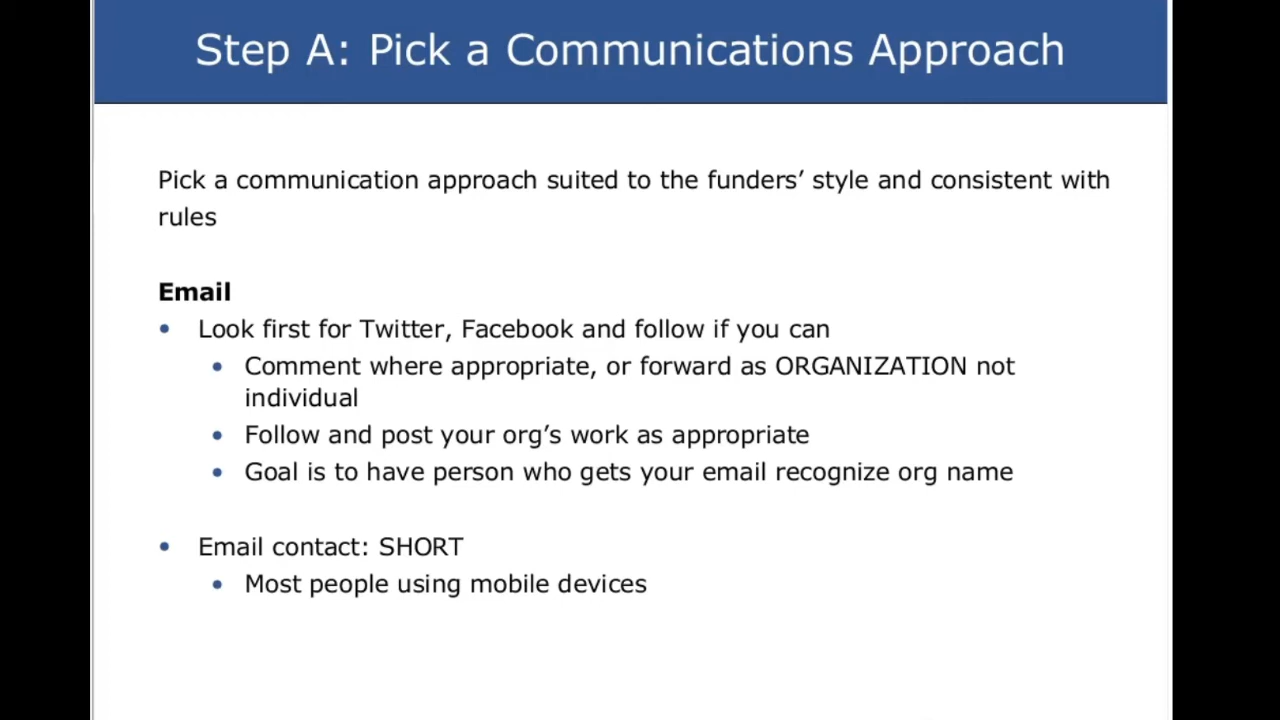 Step A: Pick a Communications Approach
Pick a communication approach suited to the funders’ style and consistent with
rules
Email
• Look first for Twitter, Facebook and follow if you can
• Comment where appropriate, or forward as ORGANIZATION not
individual
• Follow and post your org’s work as appropriate
• Goal is to have person who gets your email recognize org name
• Email contact: SHORT
• Most people using mobile devices